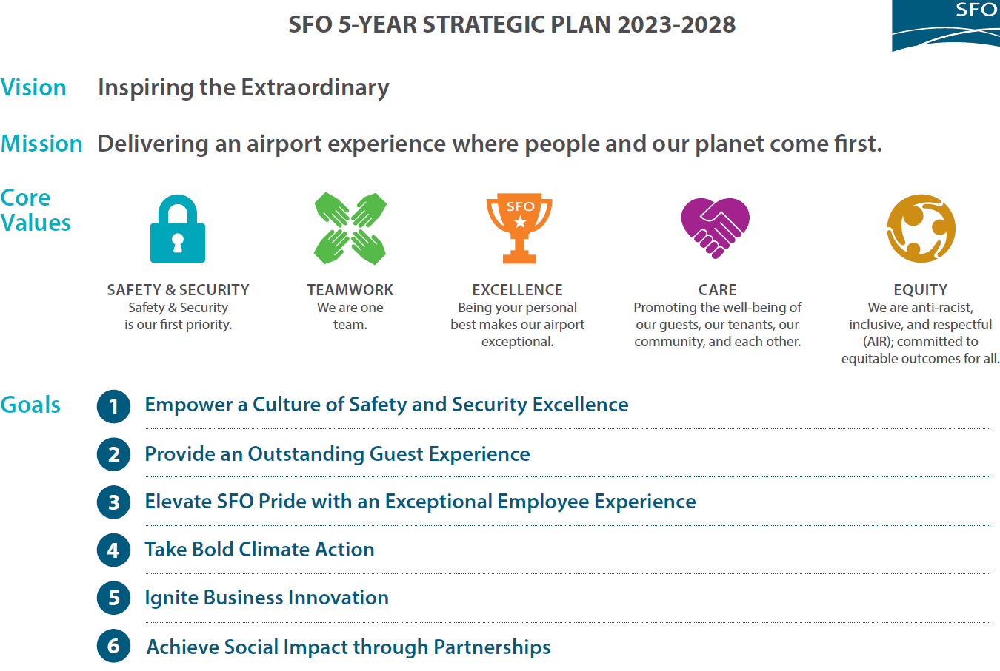 SFO 5-YEAR STRATEGIC PLAN 2023-2028
SFO
Vision
Inspiring the Extraordinary
Mission
Delivering an airport experience where people and our planet come first.
Core
Values
SFO
SAFETY & SECURITY
Safety & Security
is our first priority.
TEAMWORK
We are one
team.
EXCELLENCE
Being your personal
best makes our airport
exceptional.
CARE
Promoting the well-being of
our guests, our tenants, our
community, and each other.
EQUITY
We are anti-racist,
inclusive, and respectful
(AIR); committed to
equitable outcomes for all.
Goals
1 Empower a Culture of Safety and Security Excellence
2 Provide an Outstanding Guest Experience
3 Elevate SFO Pride with an Exceptional Employee Experience
4 Take Bold Climate Action
5 Ignite Business Innovation
6 Achieve Social Impact through Partnerships